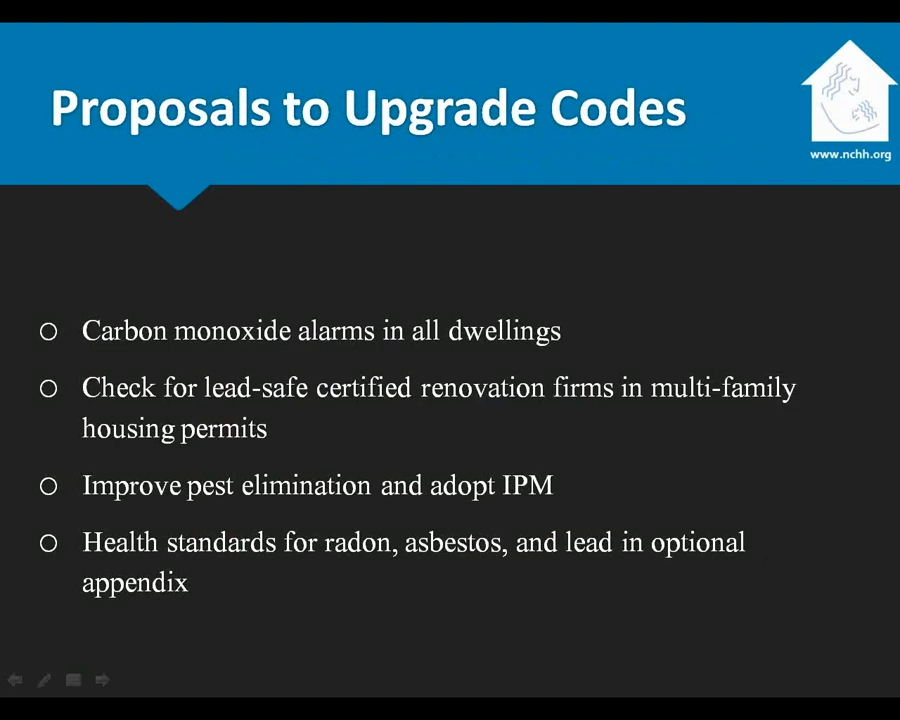 Proposals to Upgrade Codes
www.nchh.org
Carbon monoxide alarms in all dwellings
Check for lead-safe certified renovation firms in multi-family
housing permits
Improve pest elimination and adopt IPM
Health standards for radon, asbestos, and lead in optional
appendix